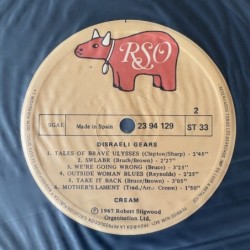 RSO
2
SGAE
Made in Spain
23 94 129
ST 33
DISRAELI GEARS
1. TALES OF BRAVE ULYSSES (Clapton/Sharp) - 2'45"
2. SWLABR (Bruck/Brown) - 2'27"
3. WE'RE GOING WRONG (Bruce) - 3'25"
4. OUTSIDE WOMAN BLUES (Reynolds) - 2'25"
5. TAKE IT BACK (Bruce/Brown) - 3'05"
6. MOTHER'S LAMENT (Trad./Arr. Cream) - 1'50"
CREAM
℗ 1967 Robert Stigwood
Organisation Ltd.